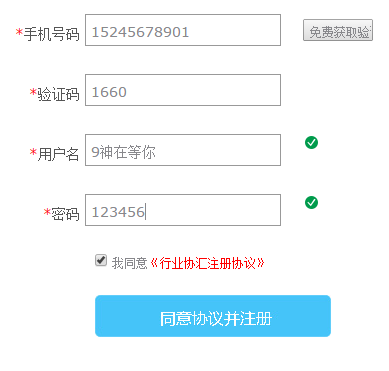 *手机号码 15245678901 免费获取验
*验证码 1660
*用户名 9神在等你
*密码 123456
我同意《行业协汇注册协议》
同意协议并注册